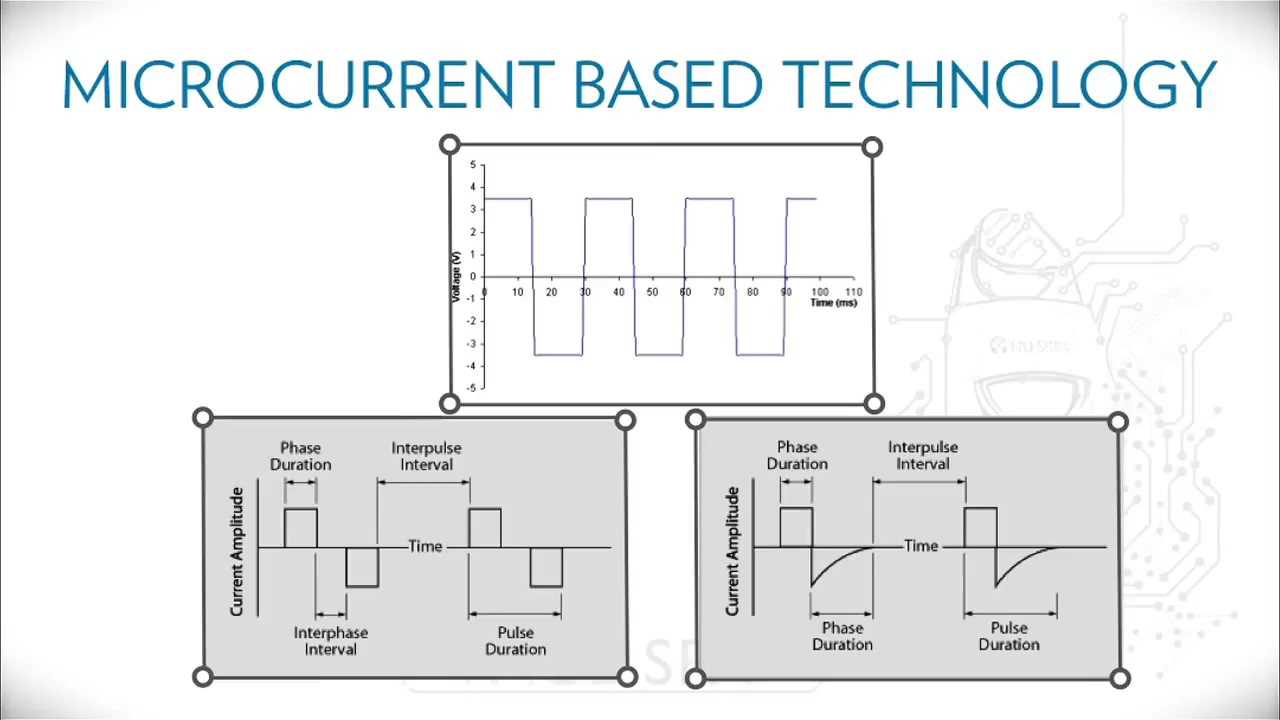 MICROCURRENT BASED TECHNOLOGY
5
4
3
2
1
0
-1
-2
-3
-4
-5
Voltage (V)
0 10 20 30 40 50 60 70 80 90 100 110
Time (ms)
Phase
Duration
Interpulse
Interval
Current Amplitude
Time
Interphase
Interval
Pulse
Duration
Phase
Duration
Interpulse
Interval
Current Amplitude
Time
Phase
Duration
Pulse
Duration